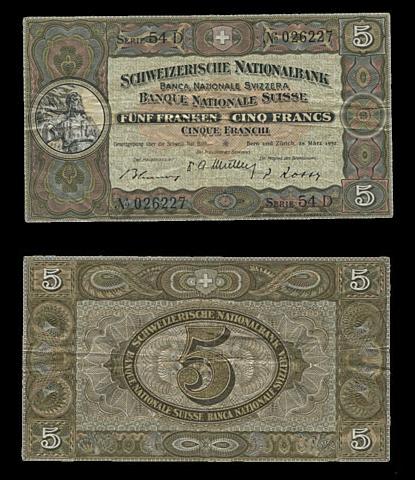 SERIE 54 D
№ 026227
5
SCHWEIZERISCHE NATIONALBANK
BANCA NAZIONALE SVIZZERA
BANQUE NATIONALE SUISSE
FÜNF FRANKEN CINQ FRANCS
CINQUE FRANCHI
Bern und Zürich,
№ 026227
SERIE 54 D
5
5
5
SCHWEIZERISCHE NATIONALBANK
5
BANQUE NATIONALE SUISSE BANCA NAZIONALE SVIZZERA
5
5